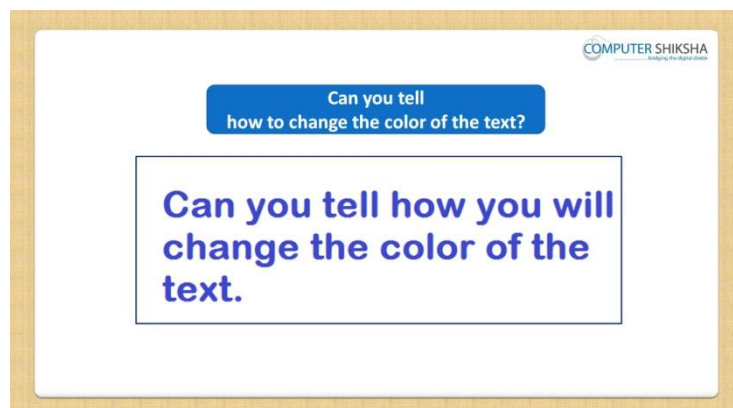 COMPUTER SHIKSHA
Bridging the digital divide
Can you tell
how to change the color of the text?
Can you tell how you will
change the color of the
text.